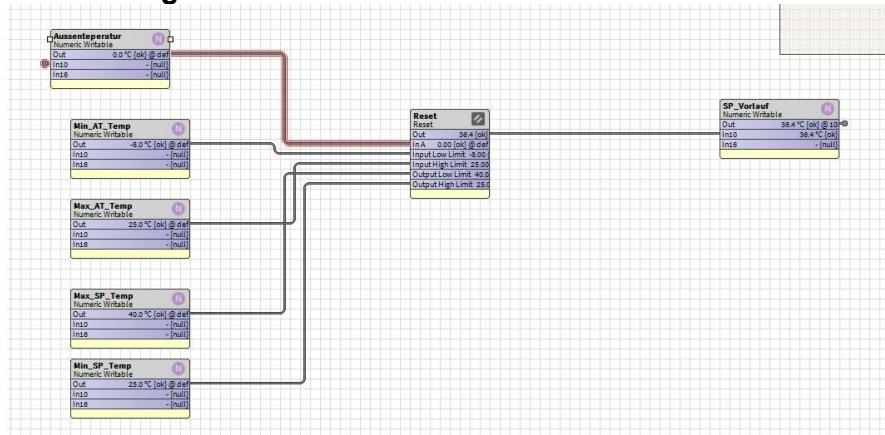 Aussenteperatur
Numeric Writable
Out 0.0 °C {ok} @ def
In10 - {null}
In16 - {null}
Min_AT_Temp
Numeric Writable
Out -8.0 °C {ok} @ def
In10 - {null}
In16 - {null}
Max_AT_Temp
Numeric Writable
Out 25.0 °C {ok} @ def
In10 - {null}
In16 - {null}
Max_SP_Temp
Numeric Writable
Out 40.0 °C {ok} @ def
In10 - {null}
In16 - {null}
Min_SP_Temp
Numeric Writable
Out 25.0 °C {ok} @ def
In10 - {null}
In16 - {null}
Reset
Reset
Out 36.4 {ok}
In A 0.00 {ok} @ def
Input Low Limit -8.00 {
Input High Limit 25.00
Output Low Limit 40.0
Output High Limit 25.0
SP_Vorlauf
Numeric Writable
Out 36.4 °C {ok} @ 10
In10 36.4 °C {ok}
In16 - {null}